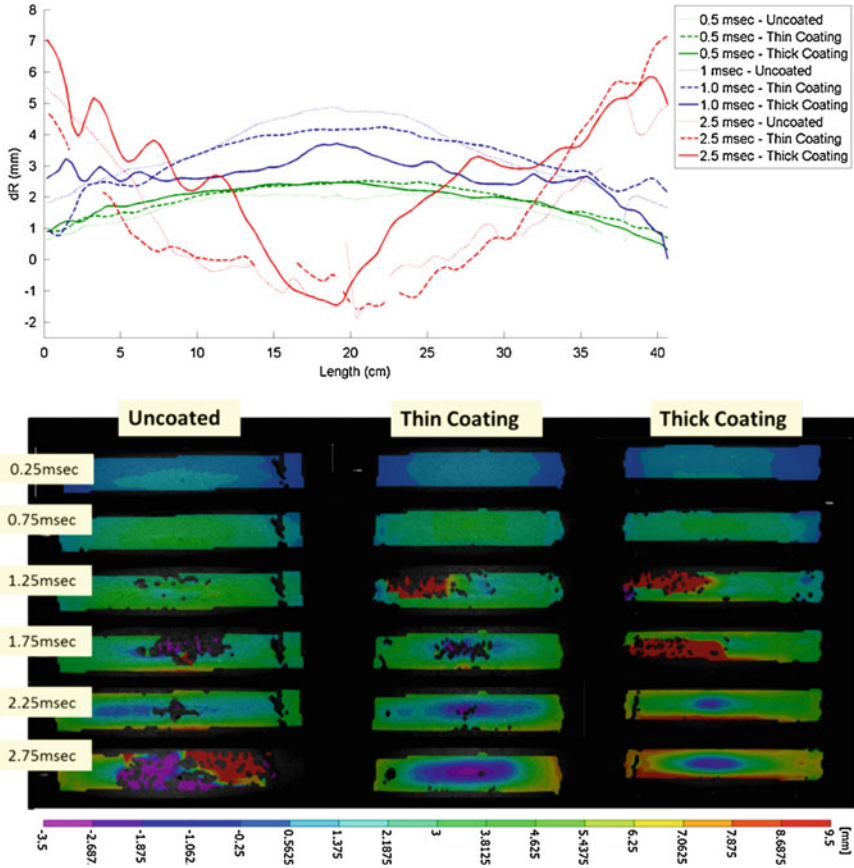 7
6
5
4
3
2
1
0
-1
-2
dR (mm)
0 5 10 15 20 25 30 35 40
Length (cm)
0.5 msec - Uncoated
0.5 msec - Thin Coating
0.5 msec - Thick Coating
1 msec - Uncoated
1.0 msec - Thin Coating
1.0 msec - Thick Coating
2.5 msec - Uncoated
2.5 msec - Thin Coating
2.5 msec - Thick Coating
8
Uncoated Thin Coating Thick Coating
0.25msec
0.75msec
1.25msec
1.75msec
2.25msec
2.75msec
[mm]
-3.5 -2.687. -1.875 -1.062. -0.25 0.5625 1.375 2.1875 3 3.8125 4.625 5.4375 6.25 7.0625 7.875 8.6875 9.5